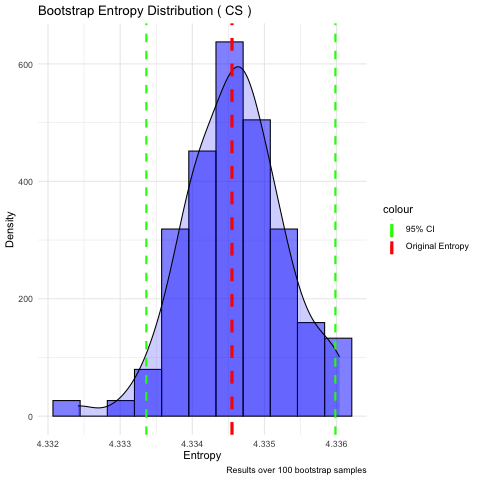 Bootstrap Entropy Distribution ( CS )
600
400
200
0
Density
4.332
4.333
4.334
4.335
4.336
Entropy
colour
95% CI
Original Entropy
Results over 100 bootstrap samples